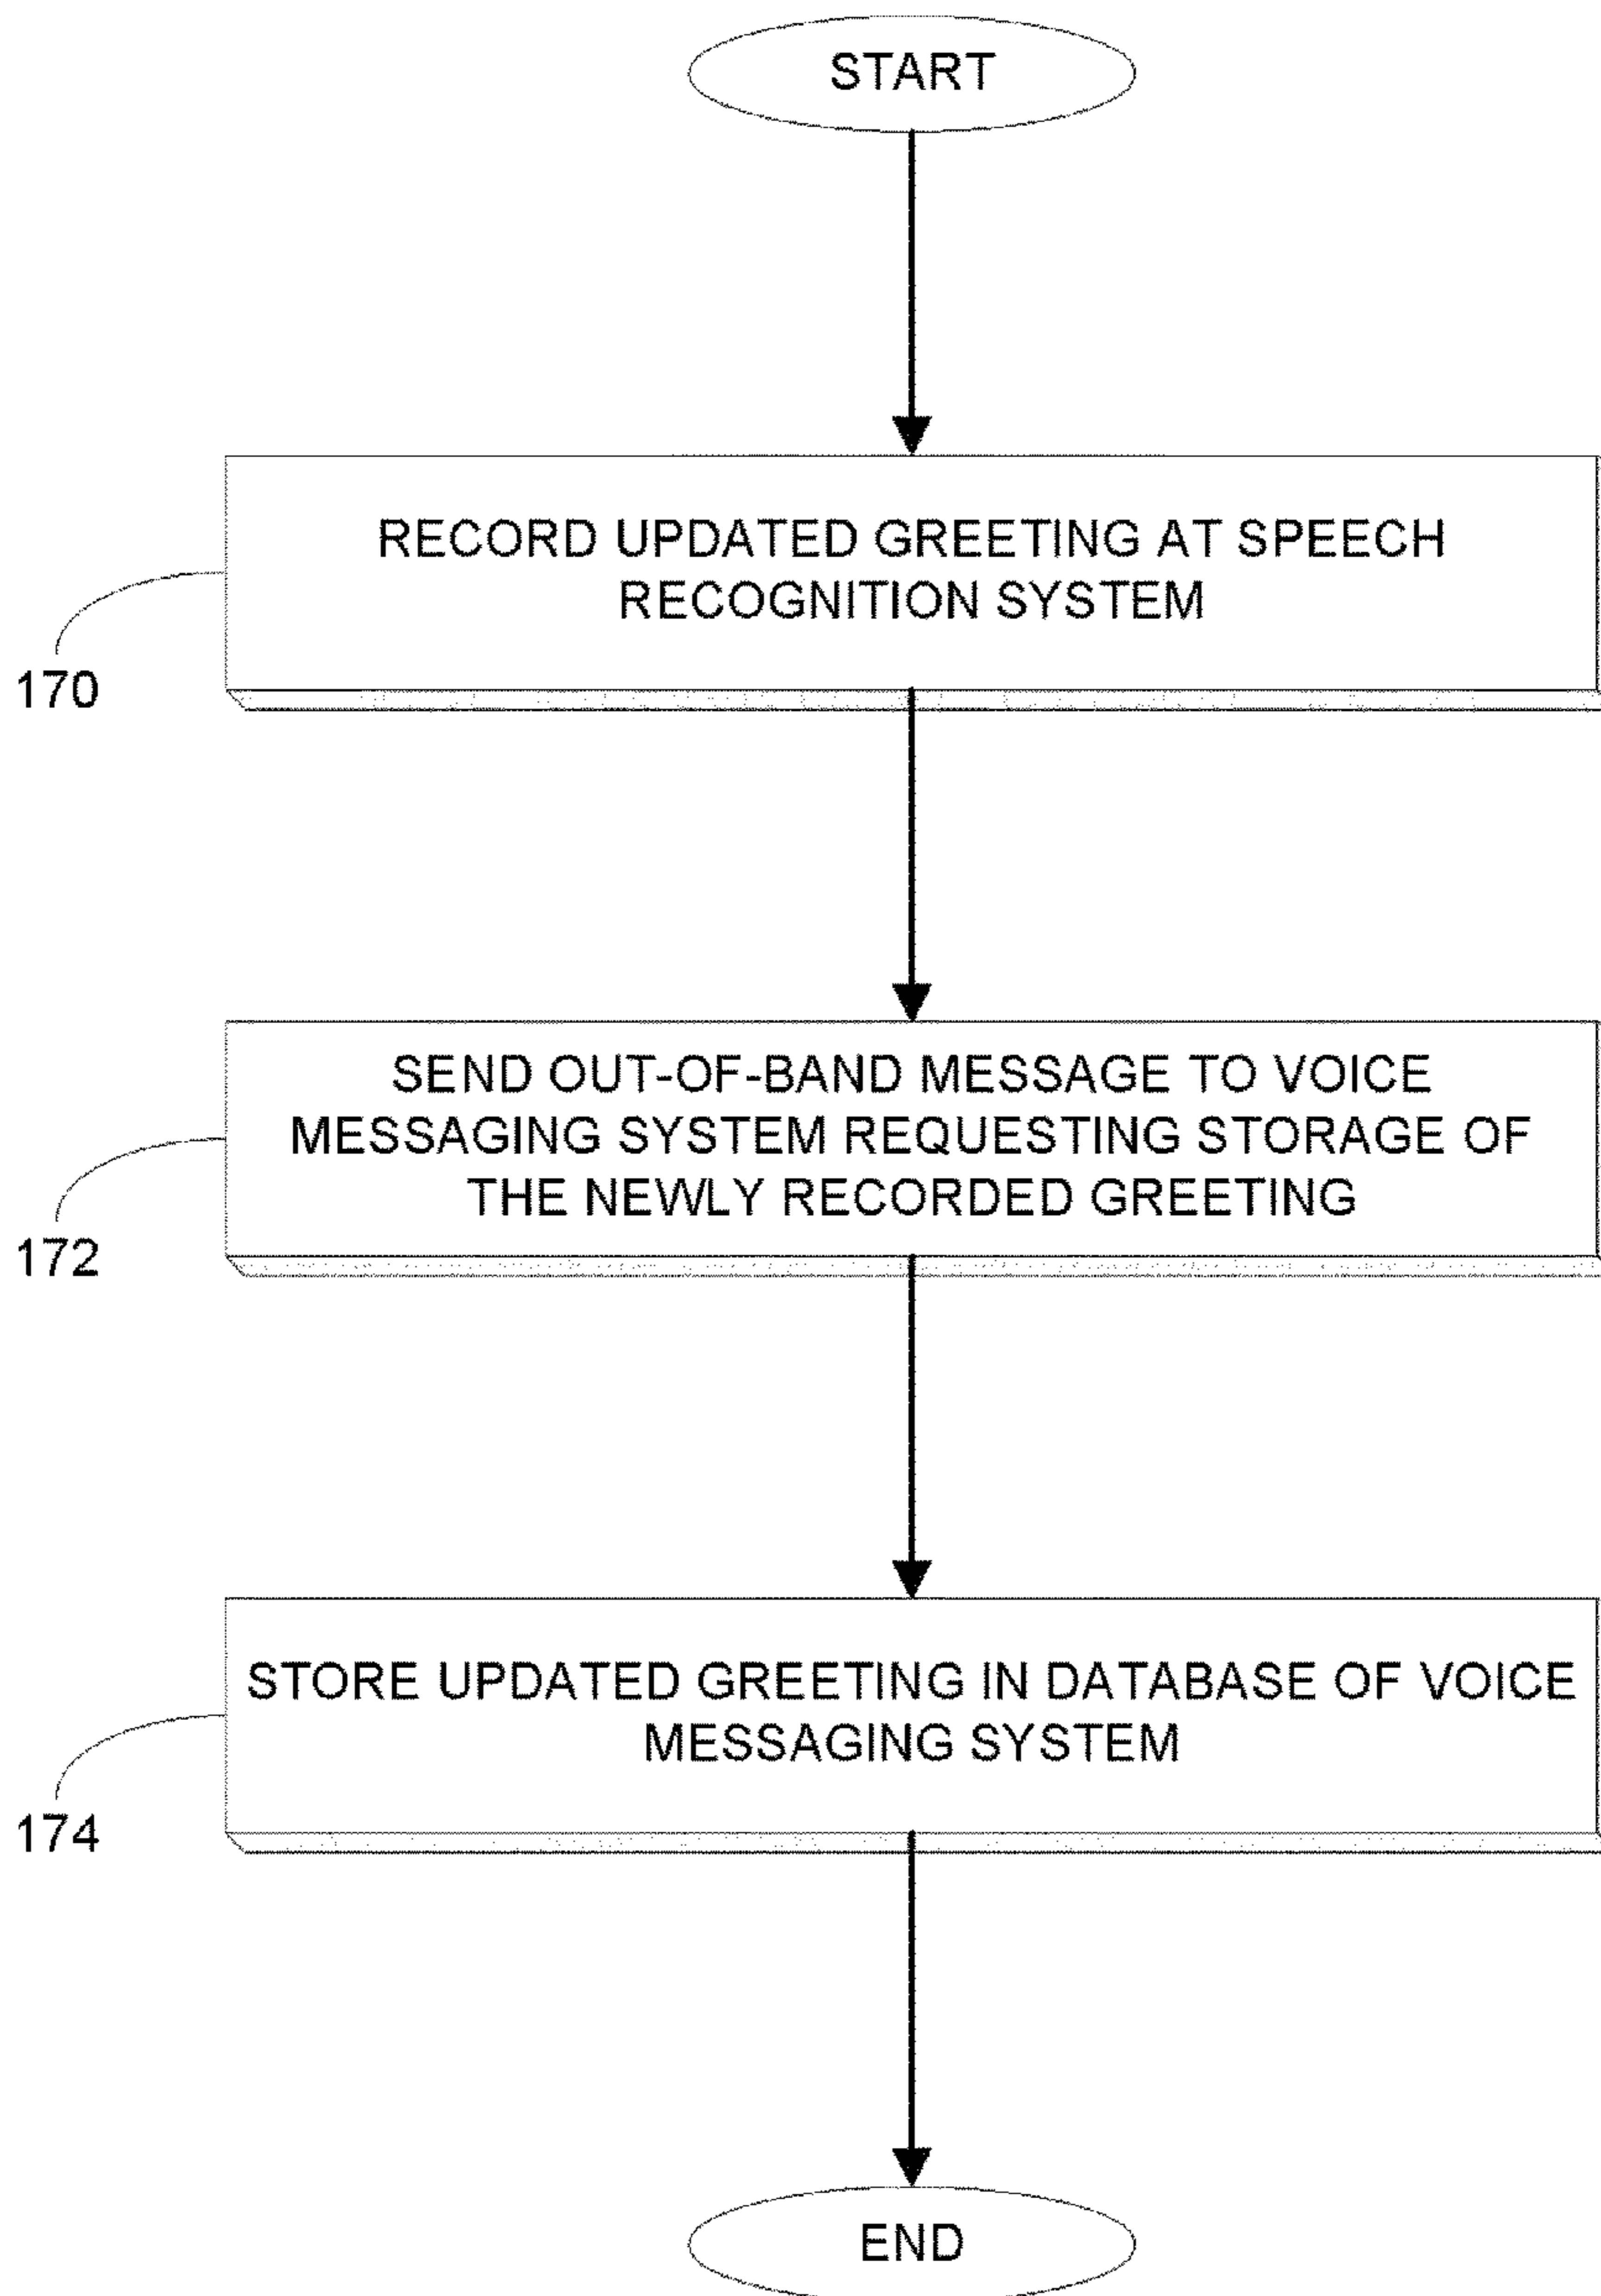 START
RECORD UPDATED GREETING AT SPEECH
RECOGNITION SYSTEM
170
SEND OUT-OF-BAND MESSAGE TO VOICE
MESSAGING SYSTEM REQUESTING STORAGE OF
THE NEWLY RECORDED GREETING
172
STORE UPDATED GREETING IN DATABASE OF VOICE
MESSAGING SYSTEM
174
END